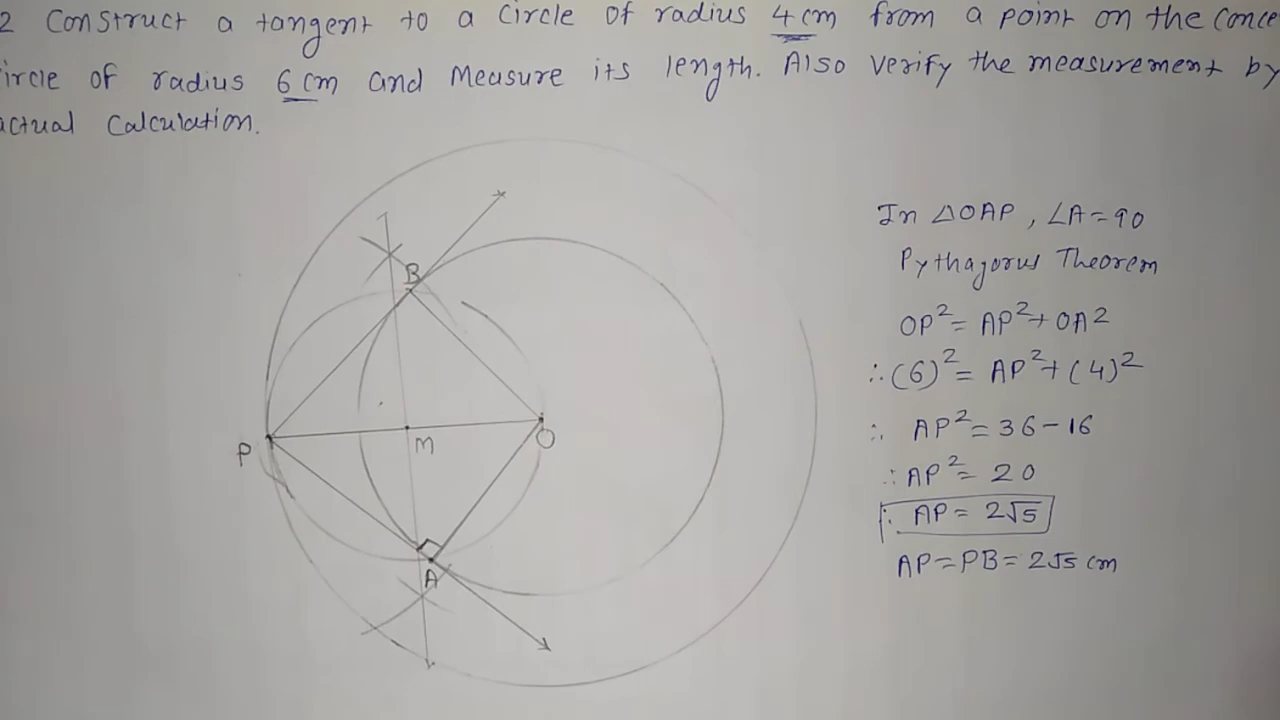 2 Construct a tangent to a circle of radius 4 cm from a point on the conce
ircle of radius 6 cm and Measure its length. Also verify the measurement by
actual calculation.
B
P
M
O
A
In △OAP, ∠A=90
Pythagorus Theorem
OP²= AP²+ OA2
∴(6)²= AP²+(4)2
∴ AP²=36-16
∴AP²= 20
∴ AP= 2√5
AP=PB=2√5 cm